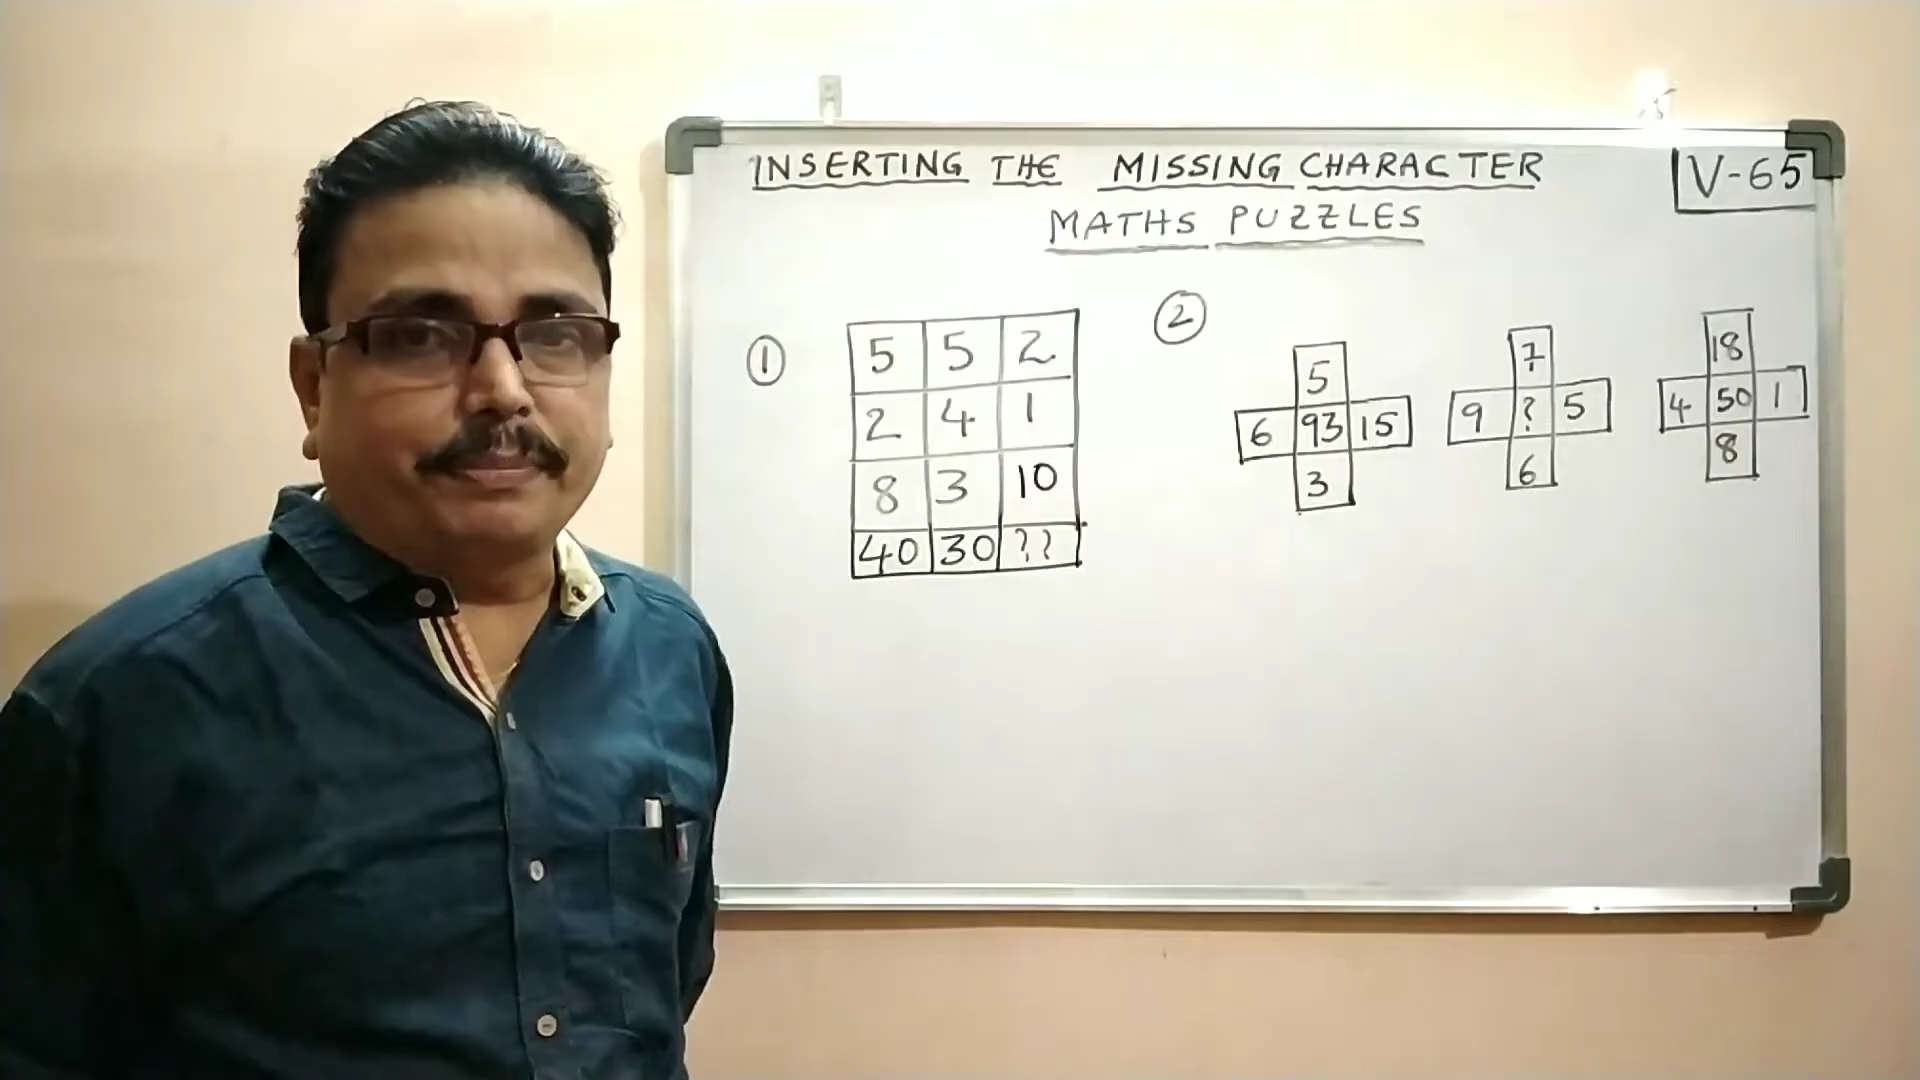 INSERTING THE MISSING CHARACTER
V-65
MATHS PUZZLES
①
5 5 2
2 4 1
8 3 10
40 30 ??
②
5
6 93 15
3
7
9 ? 5
6
18
4 50 1
8